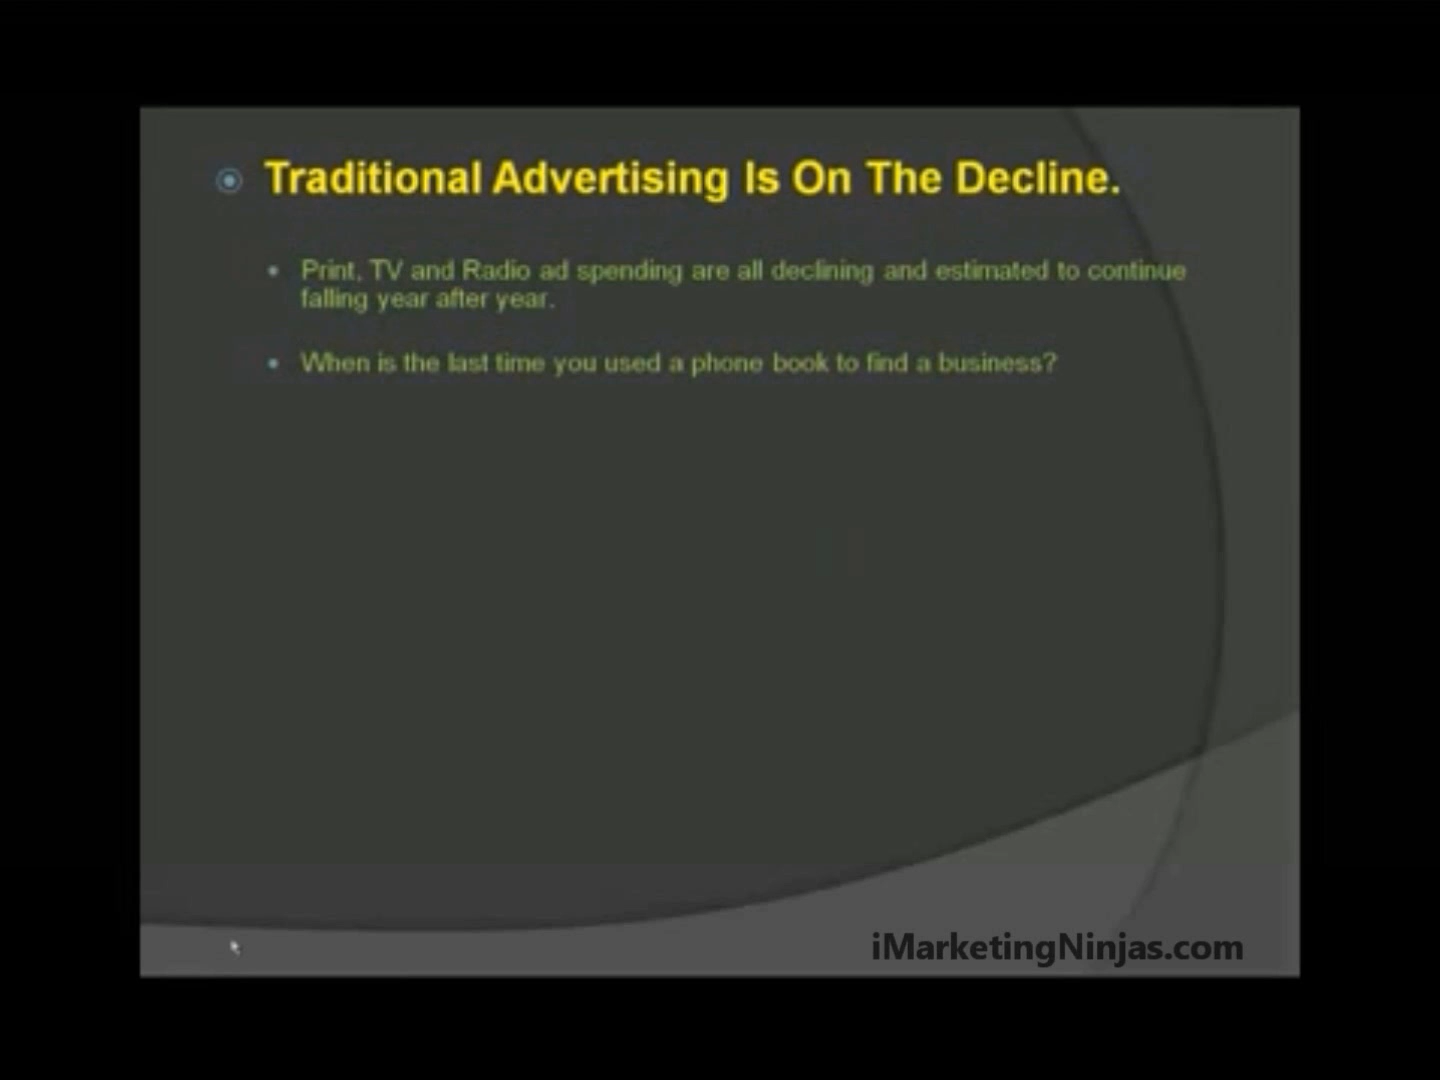 Traditional Advertising Is On The Decline.
Print, TV and Radio ad spending are all declining and estimated to continue
falling year after year.
When is the last time you used a phone book to find a business?
iMarketingNinjas.com